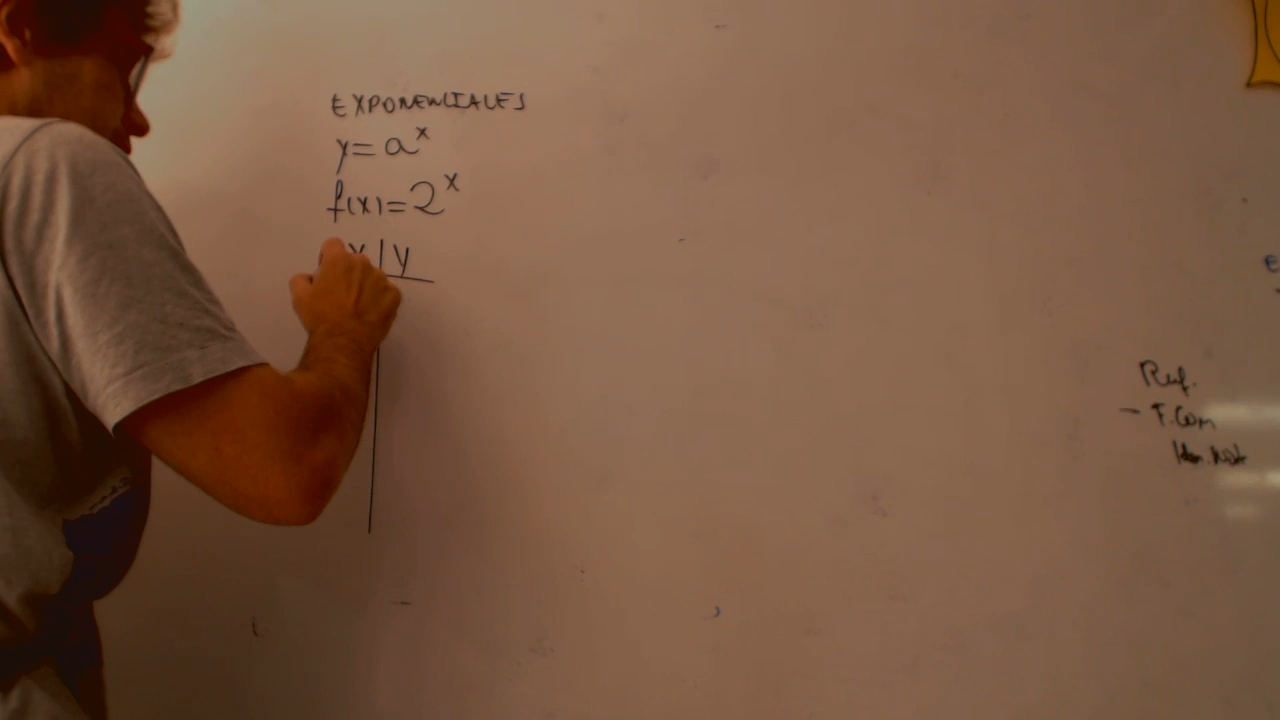 EXPONENCIALES
y = a^x
f(x) = 2^x
x | y
Ref.
- F. Com